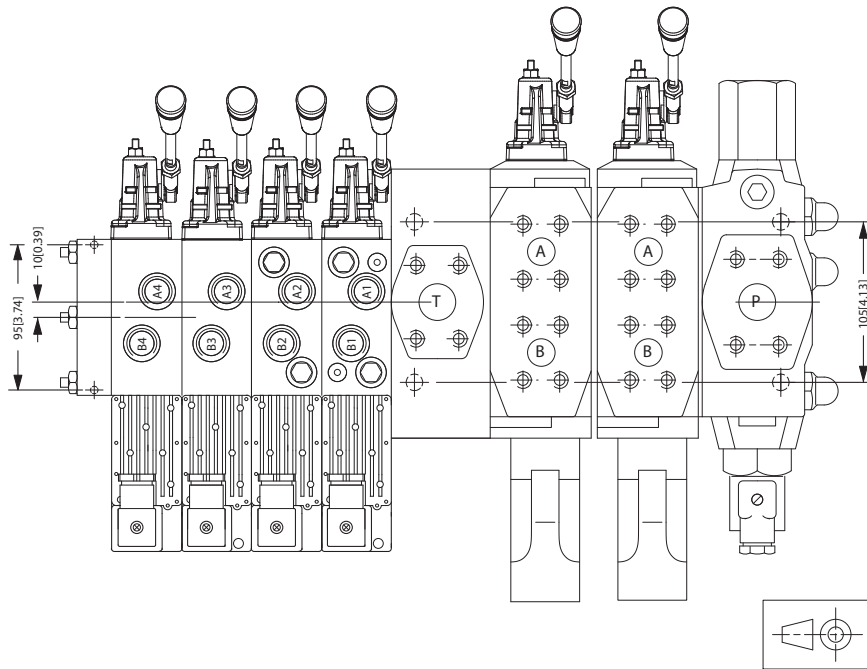 10[0.39]
95[3.74]
A4
A3
A2
A1
B4
B3
B2
B1
T
A
A
B
B
P
105[4.13]